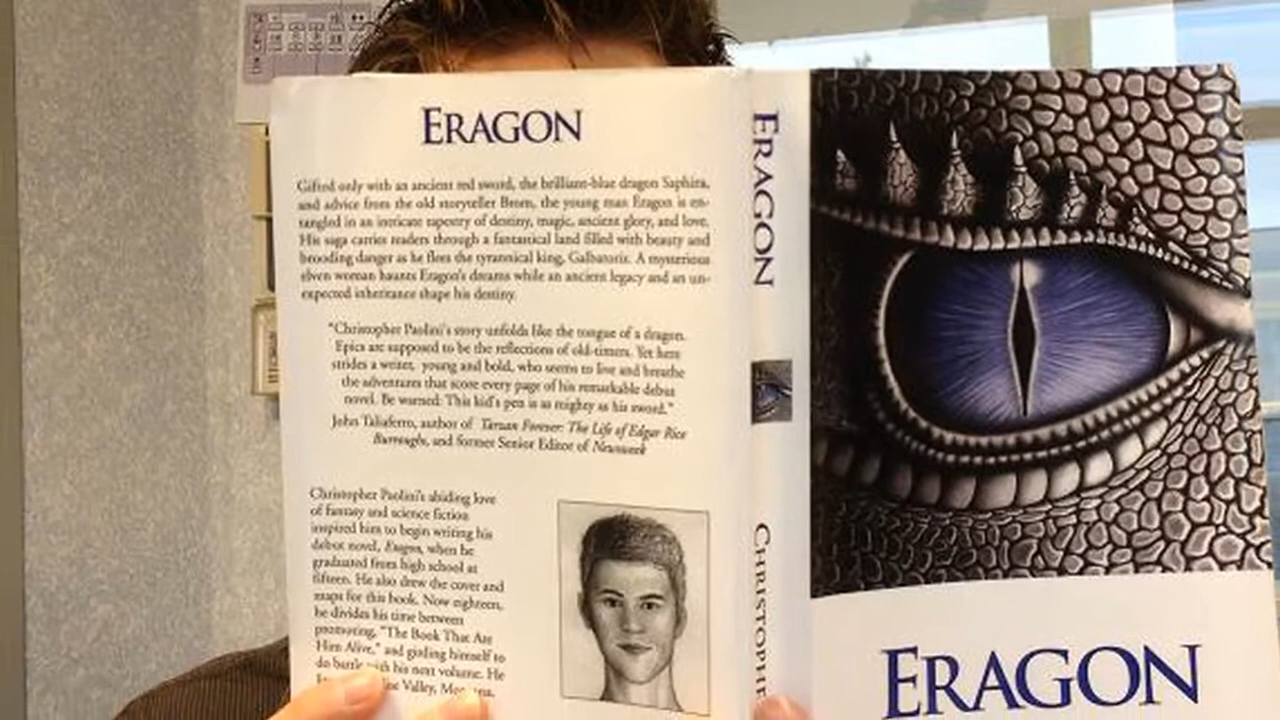 ERAGON
Gifted only with an ancient red sword, the brilliant-blue dragon Saphira,
and advice from the old storyteller Brom, the young man Eragon is en-
tangled in an intricate tapestry of destiny, magic, ancient glory, and love.
His saga carries readers through a fantastical land filled with beauty and
brooding danger as he flees the tyrannical king, Galbatorix. A mysterious
elven woman haunts Eragon's dreams while an ancient legacy and an un-
expected inheritance shape his destiny.
"Christopher Paolini's story unfolds like the tongue of a dragon.
Epics are supposed to be the reflections of old-timers. Yet here
strides a writer, young and bold, who seems to live and breathe
the adventures that score every page of his remarkable debut
novel. Be warned: This kid's pen is as mighty as his sword."
John Taliaferro, author of Tarzan Forever: The Life of Edgar Rice
Burroughs, and former Senior Editor of Newsweek
Christopher Paolini's abiding love
of fantasy and science fiction
inspired him to begin writing his
debut novel, Eragon, when he
graduated from high school at
fifteen. He also drew the cover and
maps for this book. Now eighteen,
he divides his time between
promoting, "The Book That Ate
Him Alive," and girding himself to
do battle with his next volume. He
Valley,
ERAGON
CHRISTOPHE
ERAGON